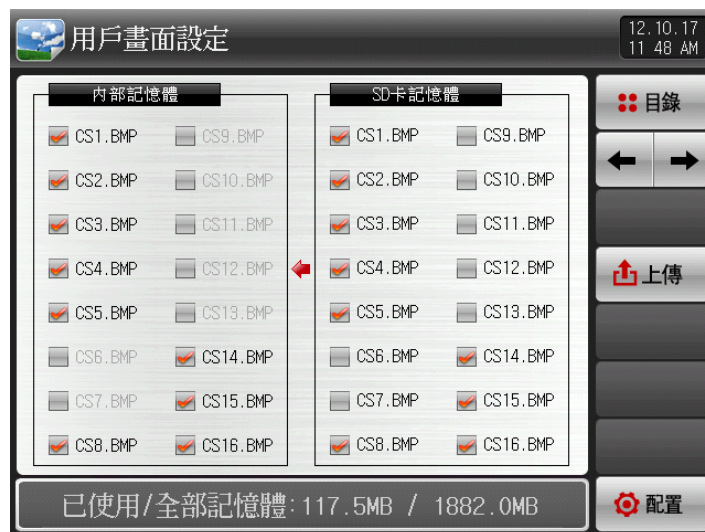 用戶畫面設定
12.10.17
11 48 AM
内部記憶體
CS1.BMP CS9.BMP
CS2.BMP CS10.BMP
CS3.BMP CS11.BMP
CS4.BMP CS12.BMP
CS5.BMP CS13.BMP
CS6.BMP CS14.BMP
CS7.BMP CS15.BMP
CS8.BMP CS16.BMP
SD卡記憶體
CS1.BMP CS9.BMP
CS2.BMP CS10.BMP
CS3.BMP CS11.BMP
CS4.BMP CS12.BMP
CS5.BMP CS13.BMP
CS6.BMP CS14.BMP
CS7.BMP CS15.BMP
CS8.BMP CS16.BMP
目錄
上傳
配置
已使用/全部記憶體:117.5MB / 1882.0MB